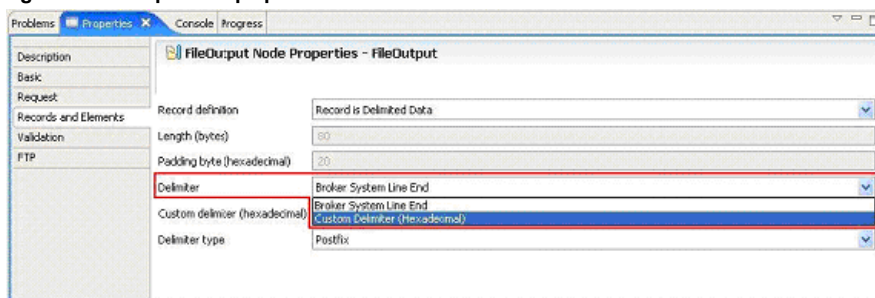 Problems Properties Console Progress
FileOutput Node Properties - FileOutput
Description
Basic
Request
Records and Elements
Validation
FTP
Record definition Record is Delimited Data
Length (bytes) 80
Padding byte (hexadecimal) 20
Delimiter Broker System Line End
Broker System Line End
Custom delimiter (hexadecimal) Custom Delimiter (Hexadecimal)
Delimiter type Postfix